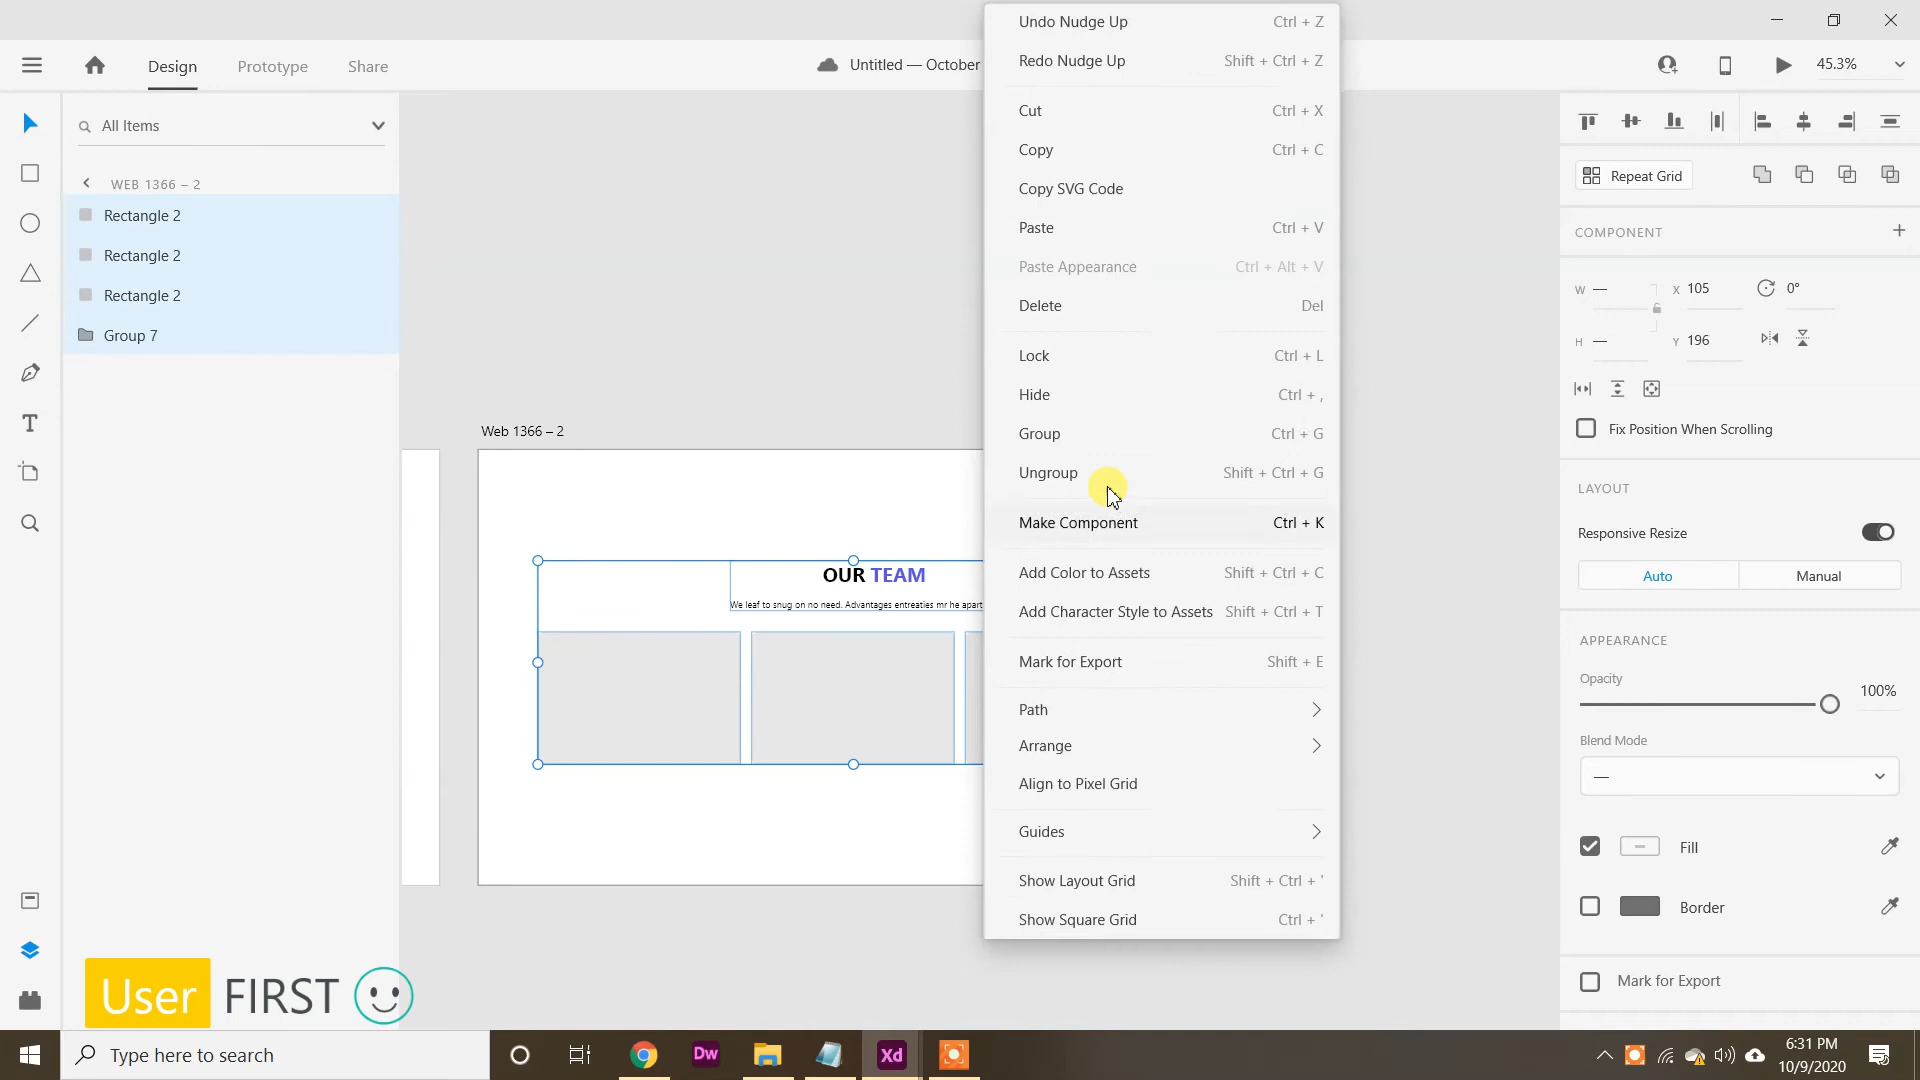 Undo Nudge Up Ctrl + Z
Redo Nudge Up Shift + Ctrl + Z
Cut Ctrl + X
Copy Ctrl + C
Copy SVG Code
Paste Ctrl + V
Paste Appearance Ctrl + Alt + V
Delete Del
Lock Ctrl + L
Hide Ctrl + ,
Group Ctrl + G
Ungroup Shift + Ctrl + G
Make Component Ctrl + K
Add Color to Assets Shift + Ctrl + C
Add Character Style to Assets Shift + Ctrl + T
Mark for Export Shift + E
Path
Arrange
Align to Pixel Grid
Guides
Show Layout Grid Shift + Ctrl + '
Show Square Grid Ctrl + '
Design Prototype Share
Untitled — October
45.3%
All Items
WEB 1366 – 2
Rectangle 2
Rectangle 2
Rectangle 2
Group 7
Web 1366 – 2
OUR TEAM
We leaf to snug on no need. Advantages entreaties mr he apart
Repeat Grid
COMPONENT
W — X 105 0°
H — Y 196
Fix Position When Scrolling
LAYOUT
Responsive Resize
Auto Manual
APPEARANCE
Opacity
100%
Blend Mode
—
Fill
Border
Mark for Export
User FIRST
Type here to search
Dw
Xd
6:31 PM
10/9/2020